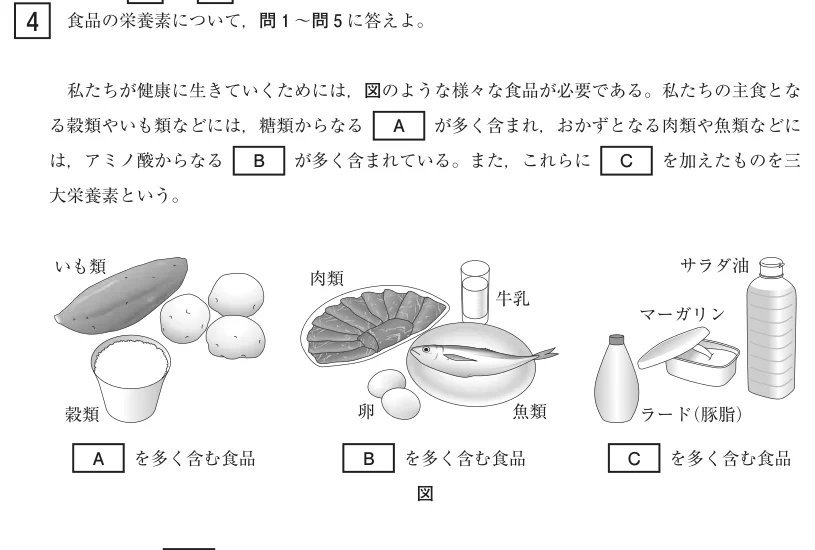 4 食品の栄養素について，問1～問5に答えよ。
私たちが健康に生きていくためには，図のような様々な食品が必要である。私たちの主食とな
る穀類やいも類などには，糖類からなる A が多く含まれ，おかずとなる肉類や魚類などに
は，アミノ酸からなる B が多く含まれている。また，これらに C を加えたものを三
大栄養素という。
いも類
穀類
A を多く含む食品
肉類
牛乳
卵
魚類
B を多く含む食品
サラダ油
マーガリン
ラード（豚脂）
C を多く含む食品
図